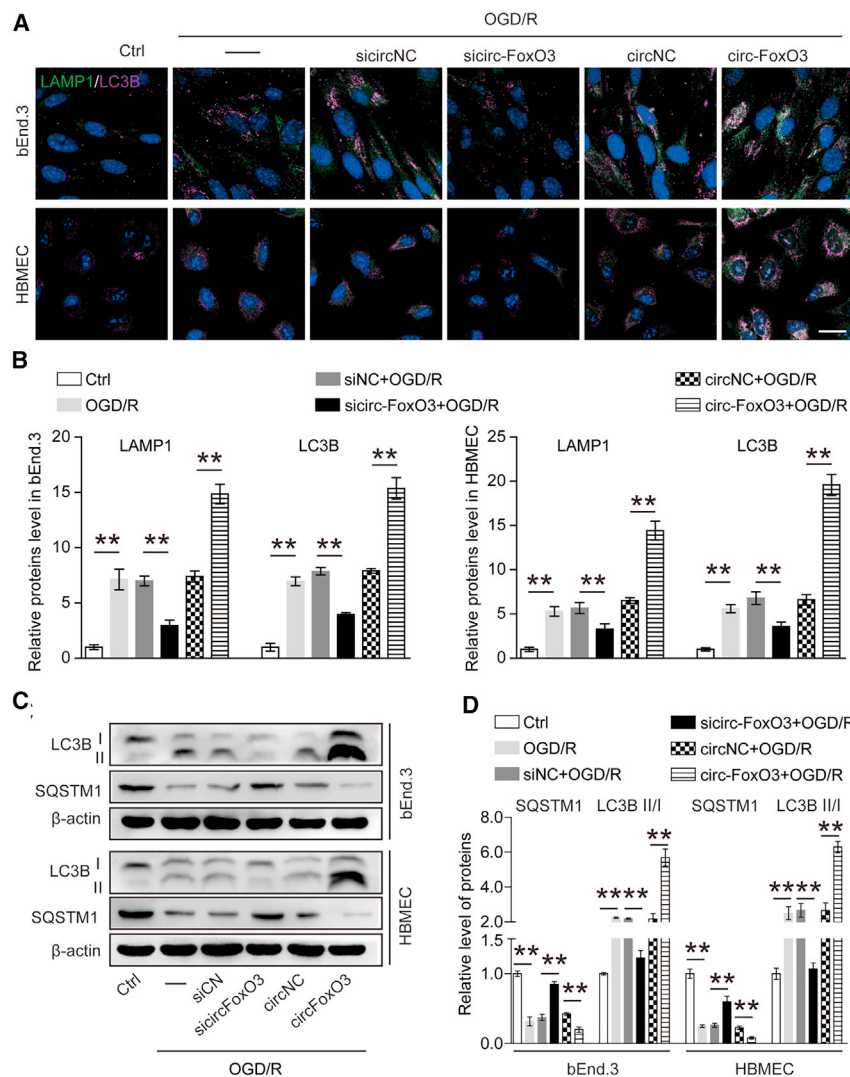 A
OGD/R
Ctrl — sicircNC sicirc-FoxO3 circNC circ-FoxO3
LAMP1/LC3B
bEnd.3
HBMEC
B
Ctrl siNC+OGD/R circNC+OGD/R
OGD/R sicirc-FoxO3+OGD/R circ-FoxO3+OGD/R
Relative proteins level in bEnd.3
20
15
10
5
0
LAMP1 LC3B
** ** ** ** ** **
Relative proteins level in HBMEC
20
15
10
5
0
LAMP1 LC3B
** ** ** ** ** **
C
LC3B I
II
SQSTM1
β-actin
bEnd.3
LC3B I
II
SQSTM1
β-actin
HBMEC
Ctrl — siCN sicircFoxO3 circNC circFoxO3
OGD/R
D
Ctrl sicirc-FoxO3+OGD/R
OGD/R circNC+OGD/R
siNC+OGD/R circ-FoxO3+OGD/R
SQSTM1 LC3B II/I SQSTM1 LC3B II/I
Relative level of proteins
8.0
6.0
4.0
2.0
1.5
1.0
0.5
0.0
** ** ** ** ** **
** ** ** ** ** **
bEnd.3 HBMEC